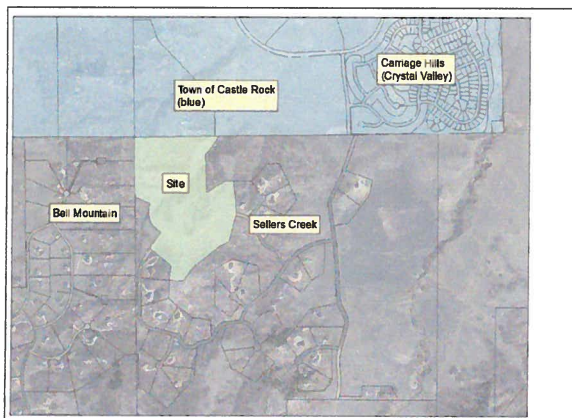 Carriage Hills
(Crystal Valley)
Town of Castle Rock
(blue)
Site
Bell Mountain
Sellers Creek